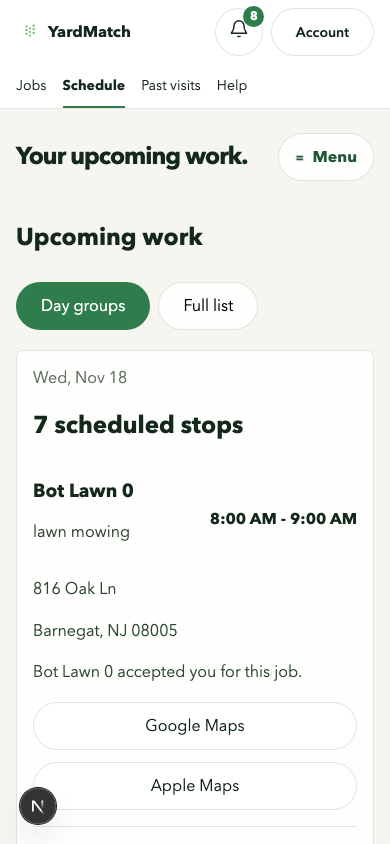 YardMatch
8
Account
Jobs Schedule Past visits Help
Your upcoming work.
= Menu
Upcoming work
Day groups Full list
Wed, Nov 18
7 scheduled stops
Bot Lawn 0
8:00 AM - 9:00 AM
lawn mowing
816 Oak Ln
Barnegat, NJ 08005
Bot Lawn 0 accepted you for this job.
Google Maps
Apple Maps
N